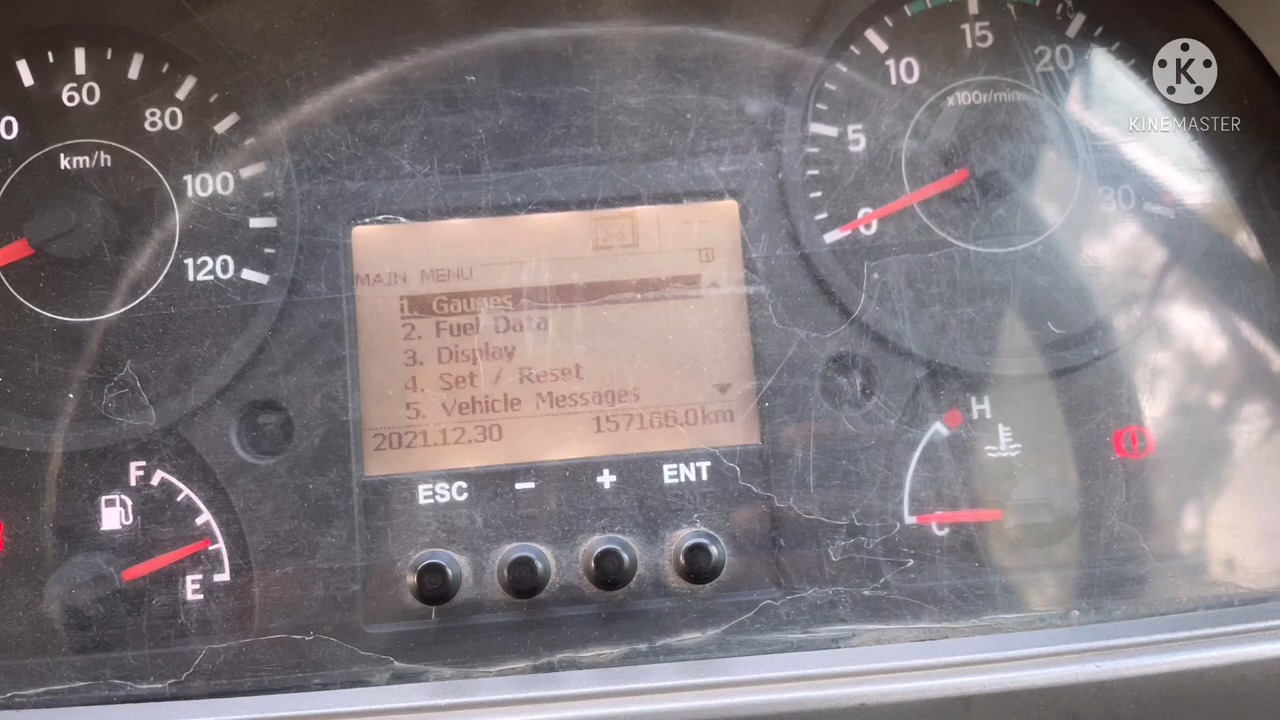 60
80
km/h
100
120
MAIN MENU
1. Gauges
2. Fuel Data
3. Display
4. Set / Reset
5. Vehicle Messages
2021.12.30
157166.0km
ESC - + ENT
F
E
0
5
10
15
20
30
x100r/min
H
C
K
KINEMASTER